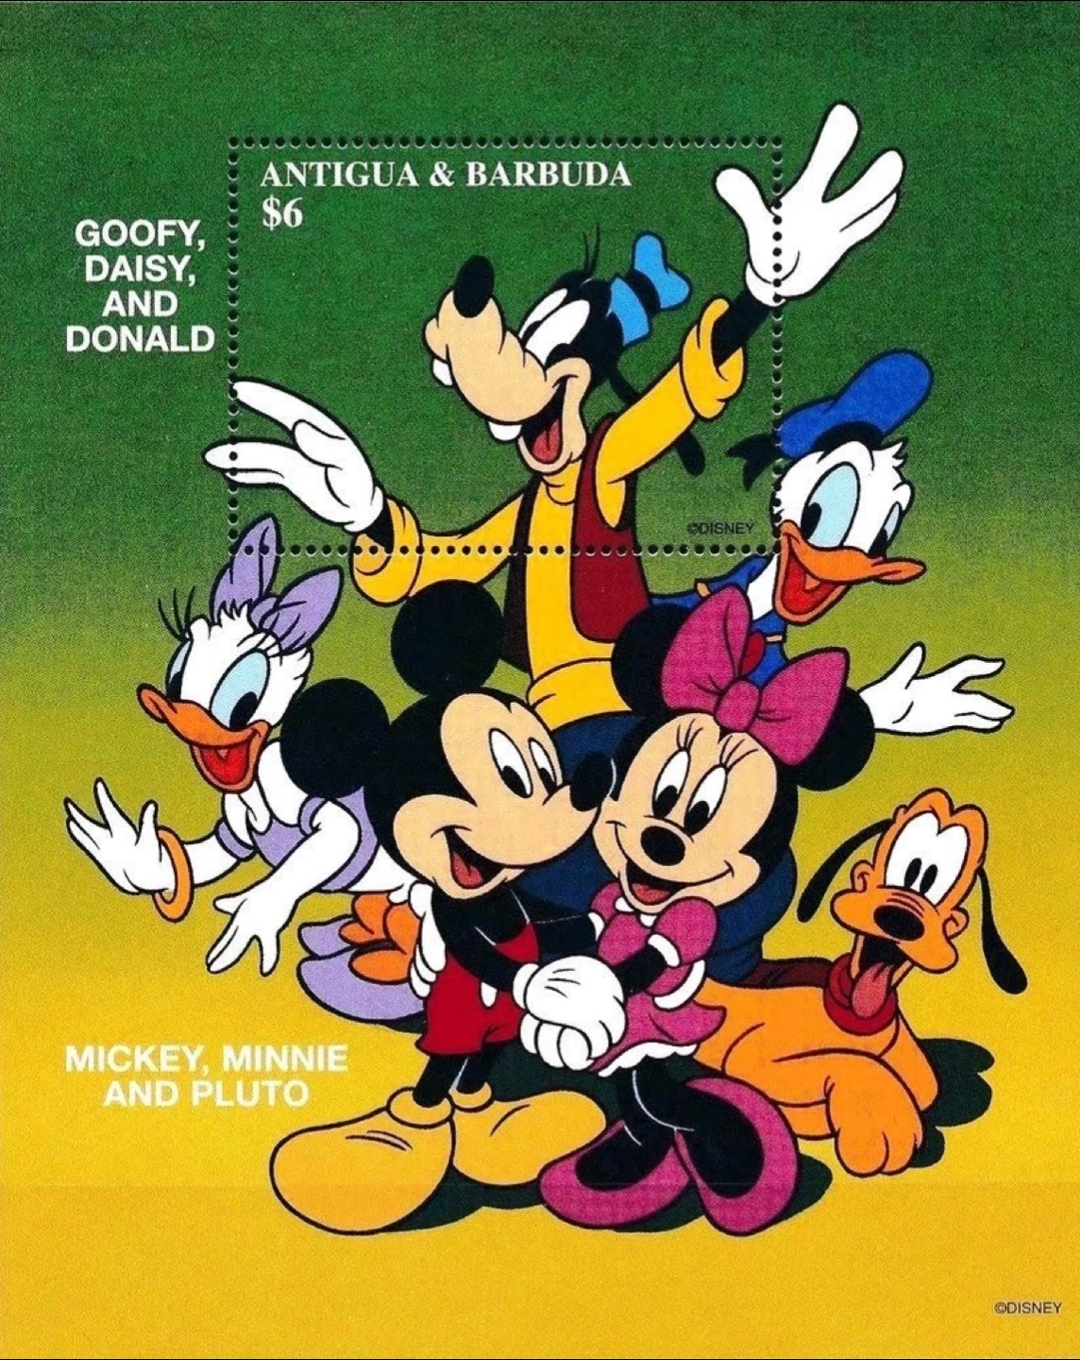 ANTIGUA & BARBUDA
$6
GOOFY,
DAISY,
AND
DONALD
©DISNEY
MICKEY, MINNIE
AND PLUTO
©DISNEY